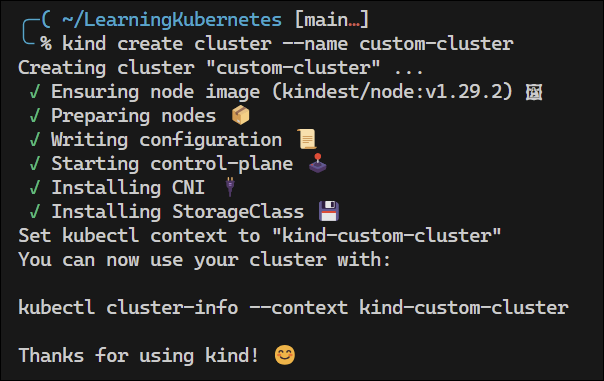 ╭─( ~/LearningKubernetes [main…]
╰ % kind create cluster --name custom-cluster
Creating cluster "custom-cluster" ...
✓ Ensuring node image (kindest/node:v1.29.2) 🖼
✓ Preparing nodes 📦
✓ Writing configuration 📜
✓ Starting control-plane 🕹️
✓ Installing CNI 🔌
✓ Installing StorageClass 💾
Set kubectl context to "kind-custom-cluster"
You can now use your cluster with:
kubectl cluster-info --context kind-custom-cluster
Thanks for using kind! 😊